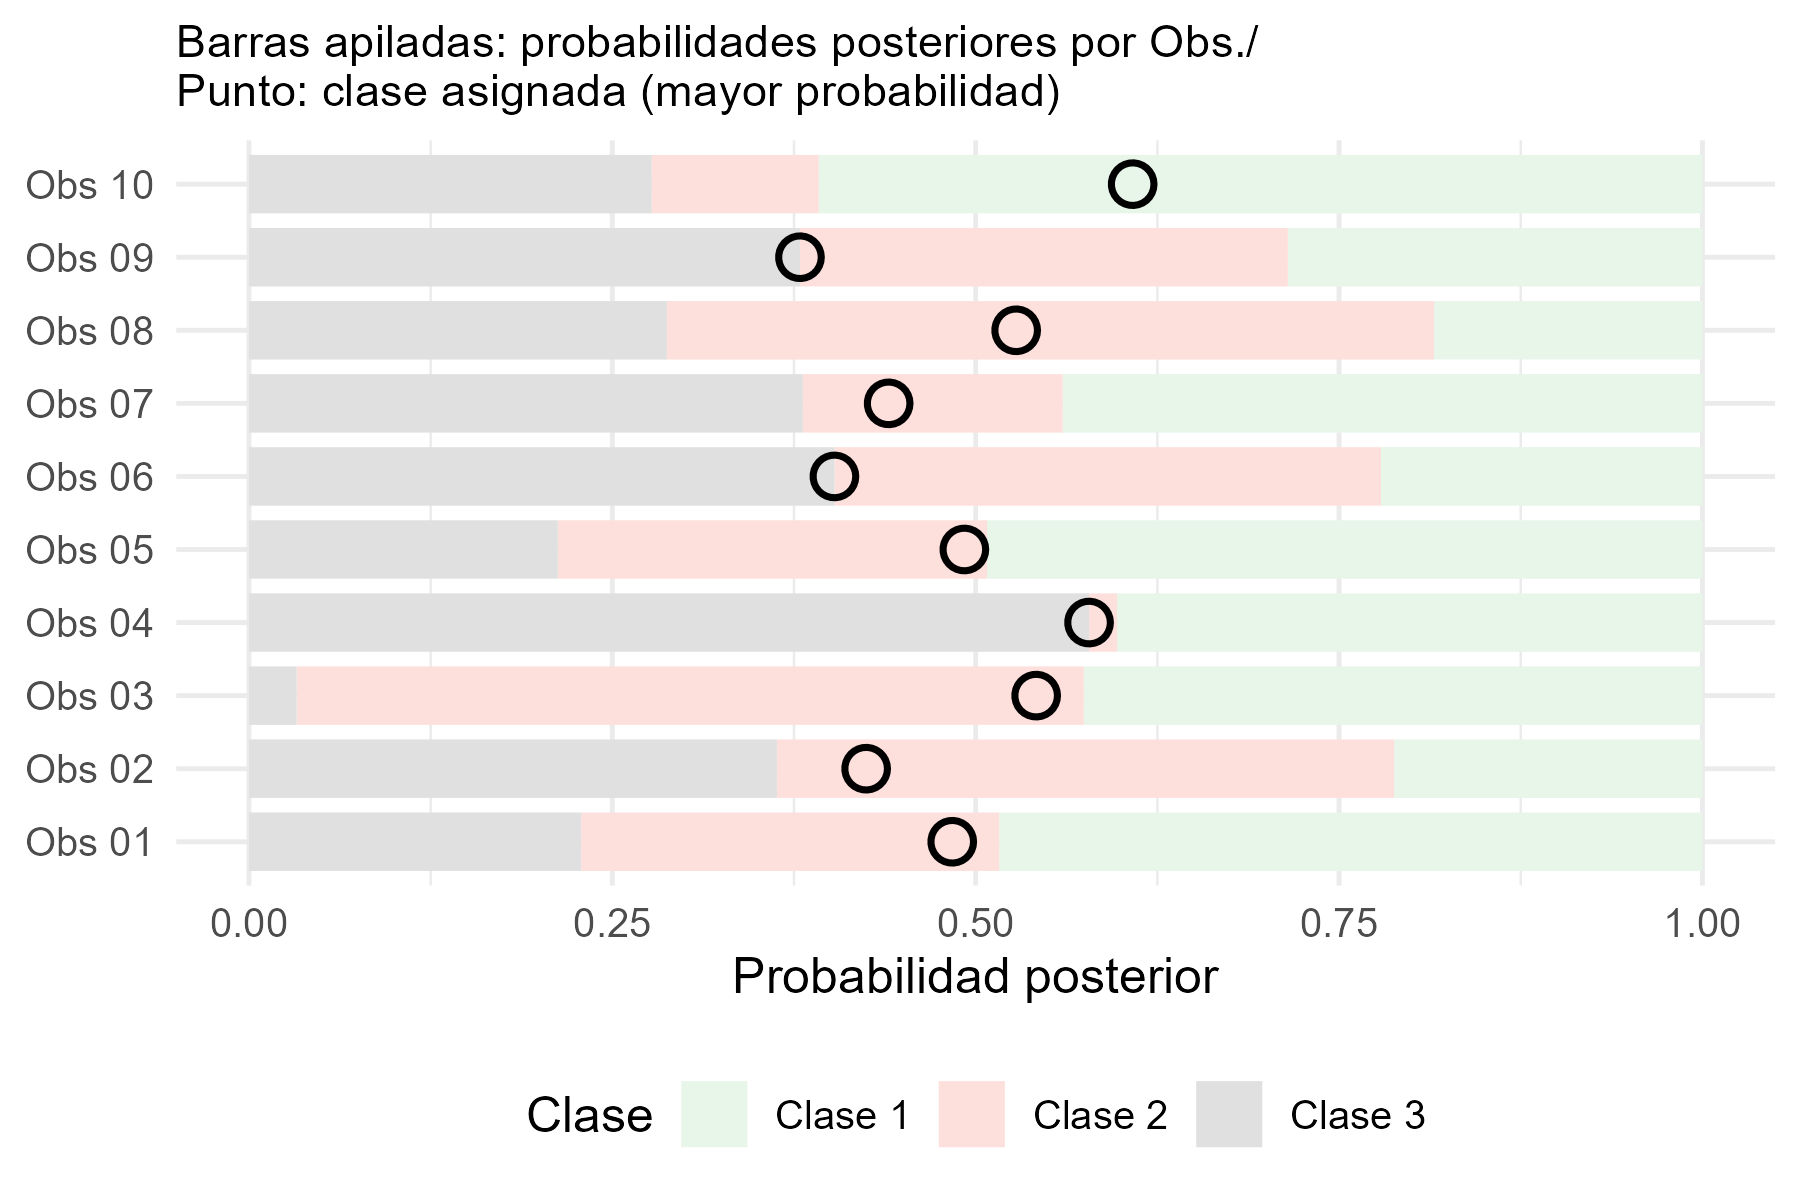 Barras apiladas: probabilidades posteriores por Obs./
Punto: clase asignada (mayor probabilidad)
Obs 10
Obs 09
Obs 08
Obs 07
Obs 06
Obs 05
Obs 04
Obs 03
Obs 02
Obs 01
0.00 0.25 0.50 0.75 1.00
Probabilidad posterior
Clase Clase 1 Clase 2 Clase 3